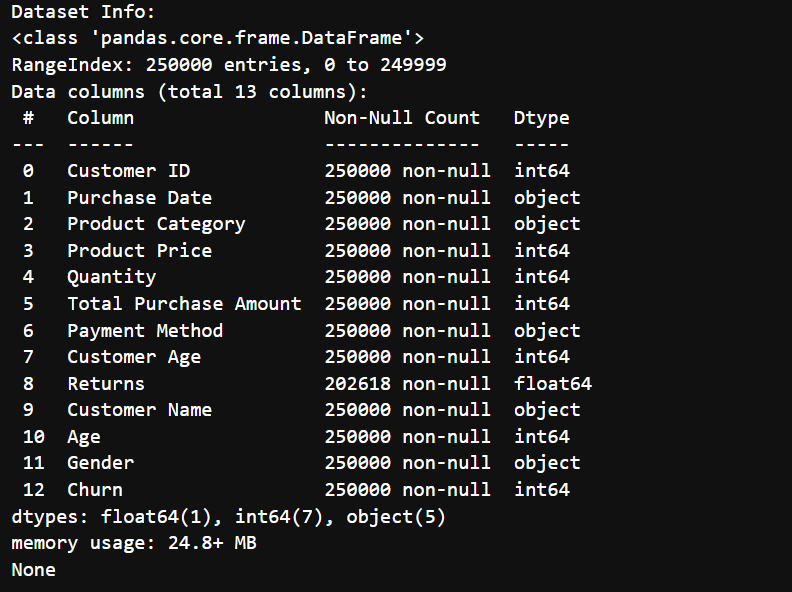 Dataset Info:
<class 'pandas.core.frame.DataFrame'>
RangeIndex: 250000 entries, 0 to 249999
Data columns (total 13 columns):
 #   Column                 Non-Null Count   Dtype
---  ------                 --------------   -----
 0   Customer ID            250000 non-null  int64
 1   Purchase Date          250000 non-null  object
 2   Product Category       250000 non-null  object
 3   Product Price          250000 non-null  int64
 4   Quantity               250000 non-null  int64
 5   Total Purchase Amount  250000 non-null  int64
 6   Payment Method         250000 non-null  object
 7   Customer Age           250000 non-null  int64
 8   Returns                202618 non-null  float64
 9   Customer Name          250000 non-null  object
 10  Age                    250000 non-null  int64
 11  Gender                 250000 non-null  object
 12  Churn                  250000 non-null  int64
dtypes: float64(1), int64(7), object(5)
memory usage: 24.8+ MB
None